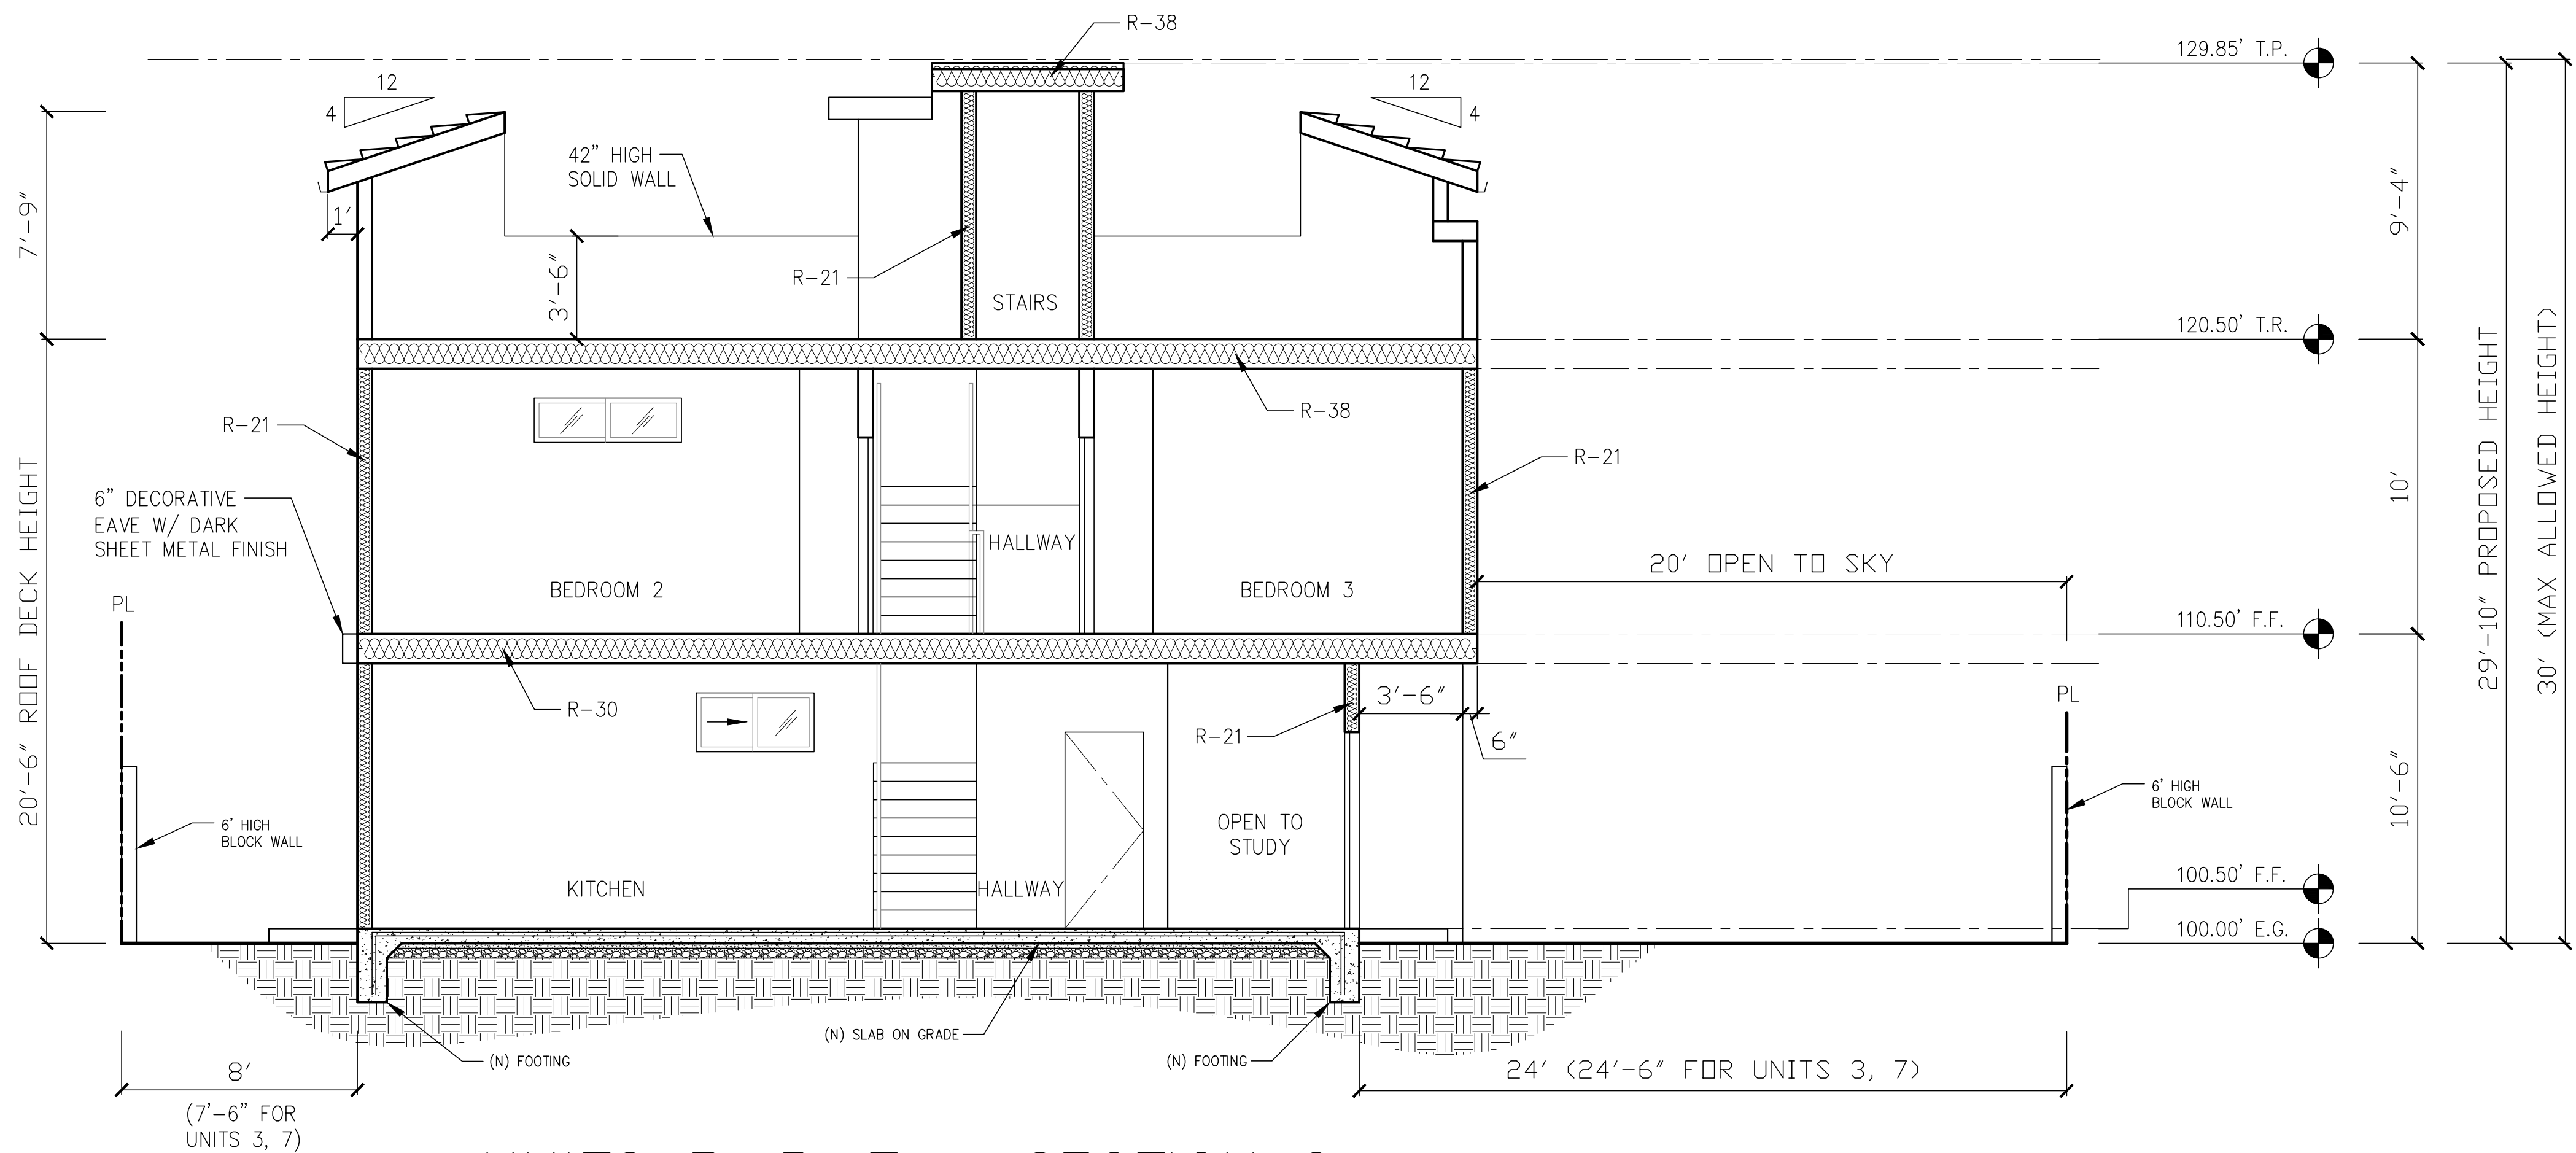 R-38
129.85' T.P.
12
4
12
4
42" HIGH
SOLID WALL
7'-9"
1'
3'-6"
R-21
STAIRS
9'-4"
120.50' T.R.
R-38
R-21
R-21
6" DECORATIVE
EAVE W/ DARK
SHEET METAL FINISH
HALLWAY
BEDROOM 2
BEDROOM 3
20' OPEN TO SKY
10'
29'-10" PROPOSED HEIGHT
30' (MAX ALLOWED HEIGHT)
PL
110.50' F.F.
20'-6" ROOF DECK HEIGHT
R-30
3'-6"
R-21
6"
PL
6' HIGH
BLOCK WALL
6' HIGH
BLOCK WALL
10'-6"
OPEN TO
STUDY
KITCHEN
HALLWAY
100.50' F.F.
100.00' E.G.
(N) SLAB ON GRADE
(N) FOOTING
(N) FOOTING
8'
(7'-6" FOR
UNITS 3, 7)
24' (24'-6" FOR UNITS 3, 7)